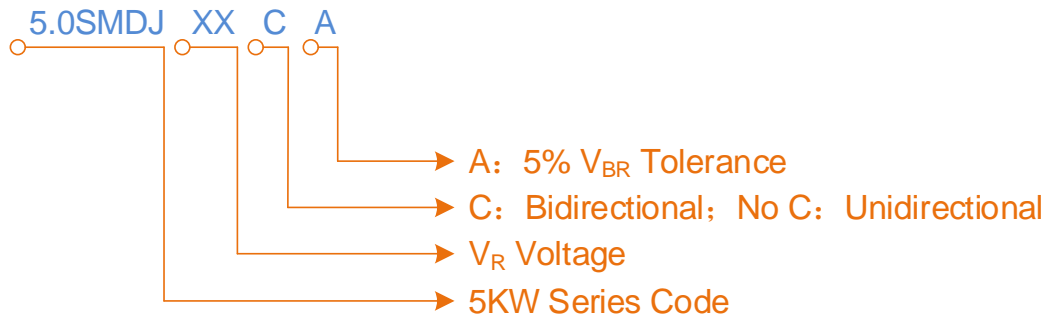 5.0SMDJ XX C A
A：5% VBR Tolerance
C：Bidirectional；No C：Unidirectional
VR Voltage
5KW Series Code